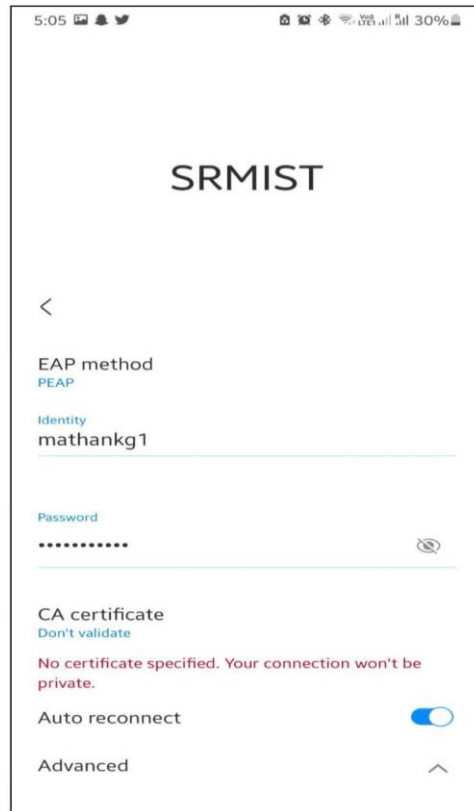 5:05 30%
SRMIST
EAP method
PEAP
Identity
mathankg1
Password
•••••••••••
CA certificate
Don't validate
No certificate specified. Your connection won't be
private.
Auto reconnect
Advanced